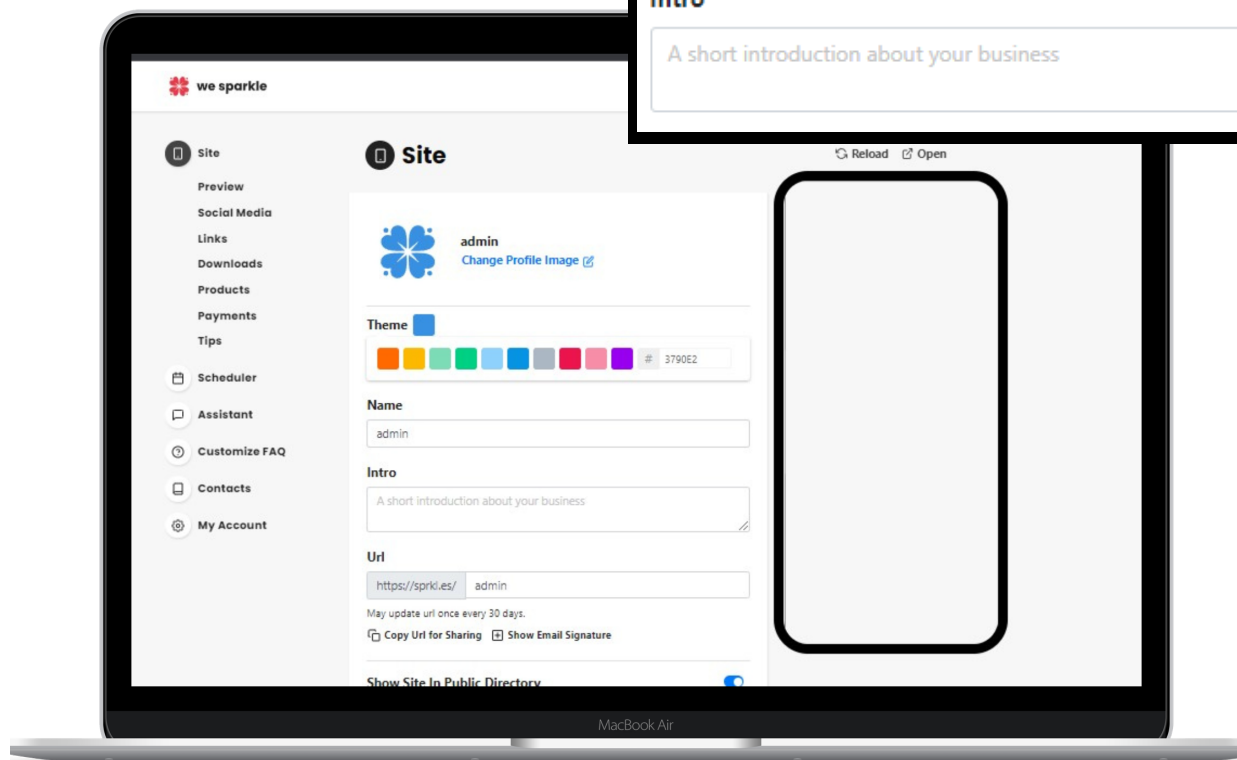 Intro
A short introduction about your business
we sparkle
Site
Preview
Social Media
Links
Downloads
Products
Payments
Tips
Scheduler
Assistant
Customize FAQ
Contacts
My Account
Site
Reload Open
admin
Change Profile Image
Theme
# 3790E2
Name
admin
Intro
A short introduction about your business
Url
https://sprkl.es/ admin
May update url once every 30 days.
Copy Url for Sharing Show Email Signature
Show Site In Public Directory
MacBook Air